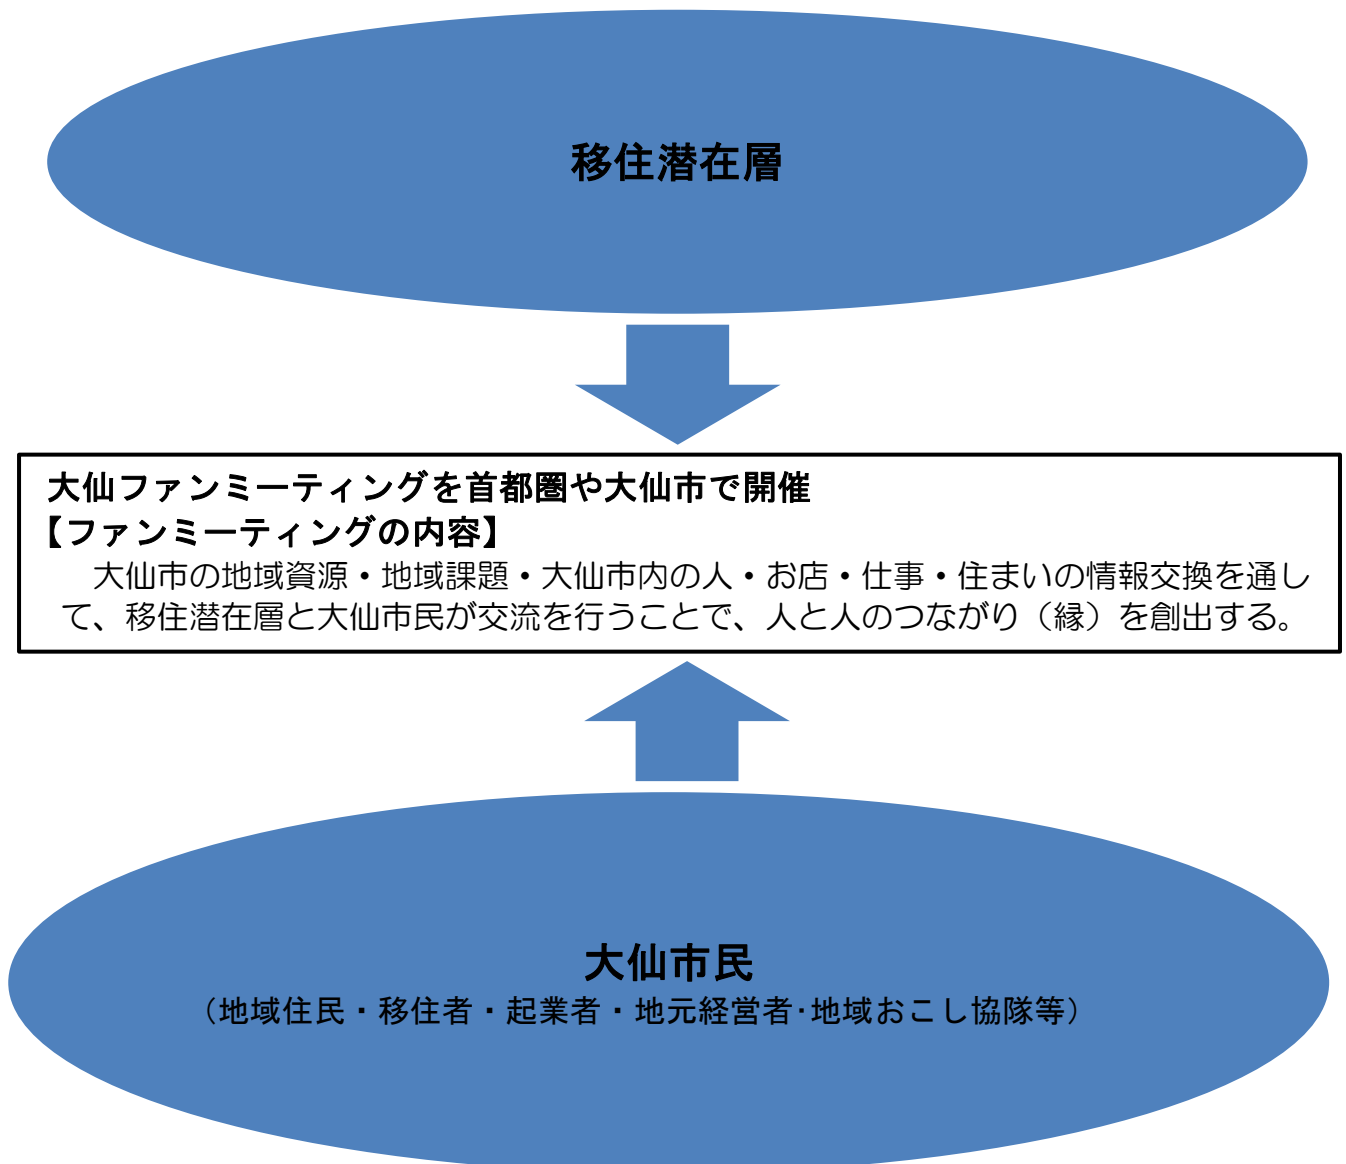 移住潜在層
大仙ファンミーティングを首都圏や大仙市で開催
【ファンミーティングの内容】
大仙市の地域資源・地域課題・大仙市内の人・お店・仕事・住まいの情報交換を通し
て、移住潜在層と大仙市民が交流を行うことで、人と人のつながり（縁）を創出する。
大仙市民
（地域住民・移住者・起業者・地元経営者･地域おこし協隊等）